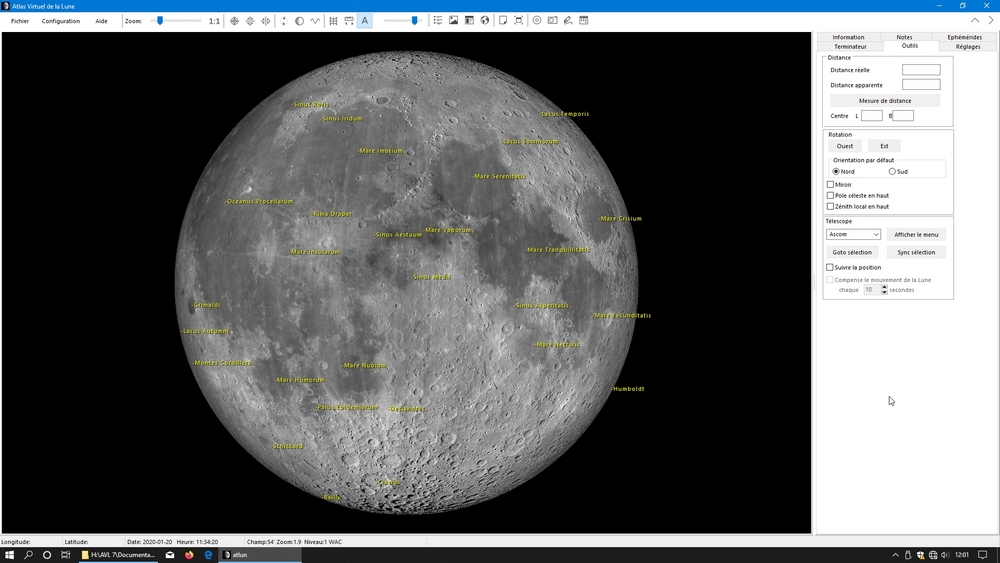 Atlas Virtuel de la Lune
Fichier Configuration Aide Zoom: 1:1 A
Information Notes Ephémérides
Terminateur Outils Réglages
Distance
Distance réelle
Distance apparente
Mesure de distance
Centre L B
Rotation
Ouest Est
Orientation par défaut
Nord Sud
Miroir
Pole céleste en haut
Zénith local en haut
Télescope
Ascom Afficher le menu
Goto sélection Sync sélection
Suivre la position
Compense le mouvement de la Lune
chaque 10 secondes
Sinus Roris
Lacus Temporis
Sinus Iridum
Lacus Somniorum
Mare Imbrium
Mare Serenitatis
Oceanus Procellarum
Rima Draper
Mare Crisium
Mare Vaporum
Sinus Aestuum
Mare Insularum
Mare Tranquillitatis
Sinus Medii
Grimaldi
Sinus Asperitatis
Mare Fecunditatis
Lacus Autumni
Mare Nectaris
Montes Cordillera
Mare Nubium
Mare Humorum
Humboldt
Palus Epidemiarum
Deslandres
Schickard
Clavius
Bailly
Longitude: Latitude: Date: 2020-01-20 Heure: 11:34:20 Champ:54' Zoom:1.9 Niveau:1 WAC
H:\AVL 7\Documenta... atlun 12:01